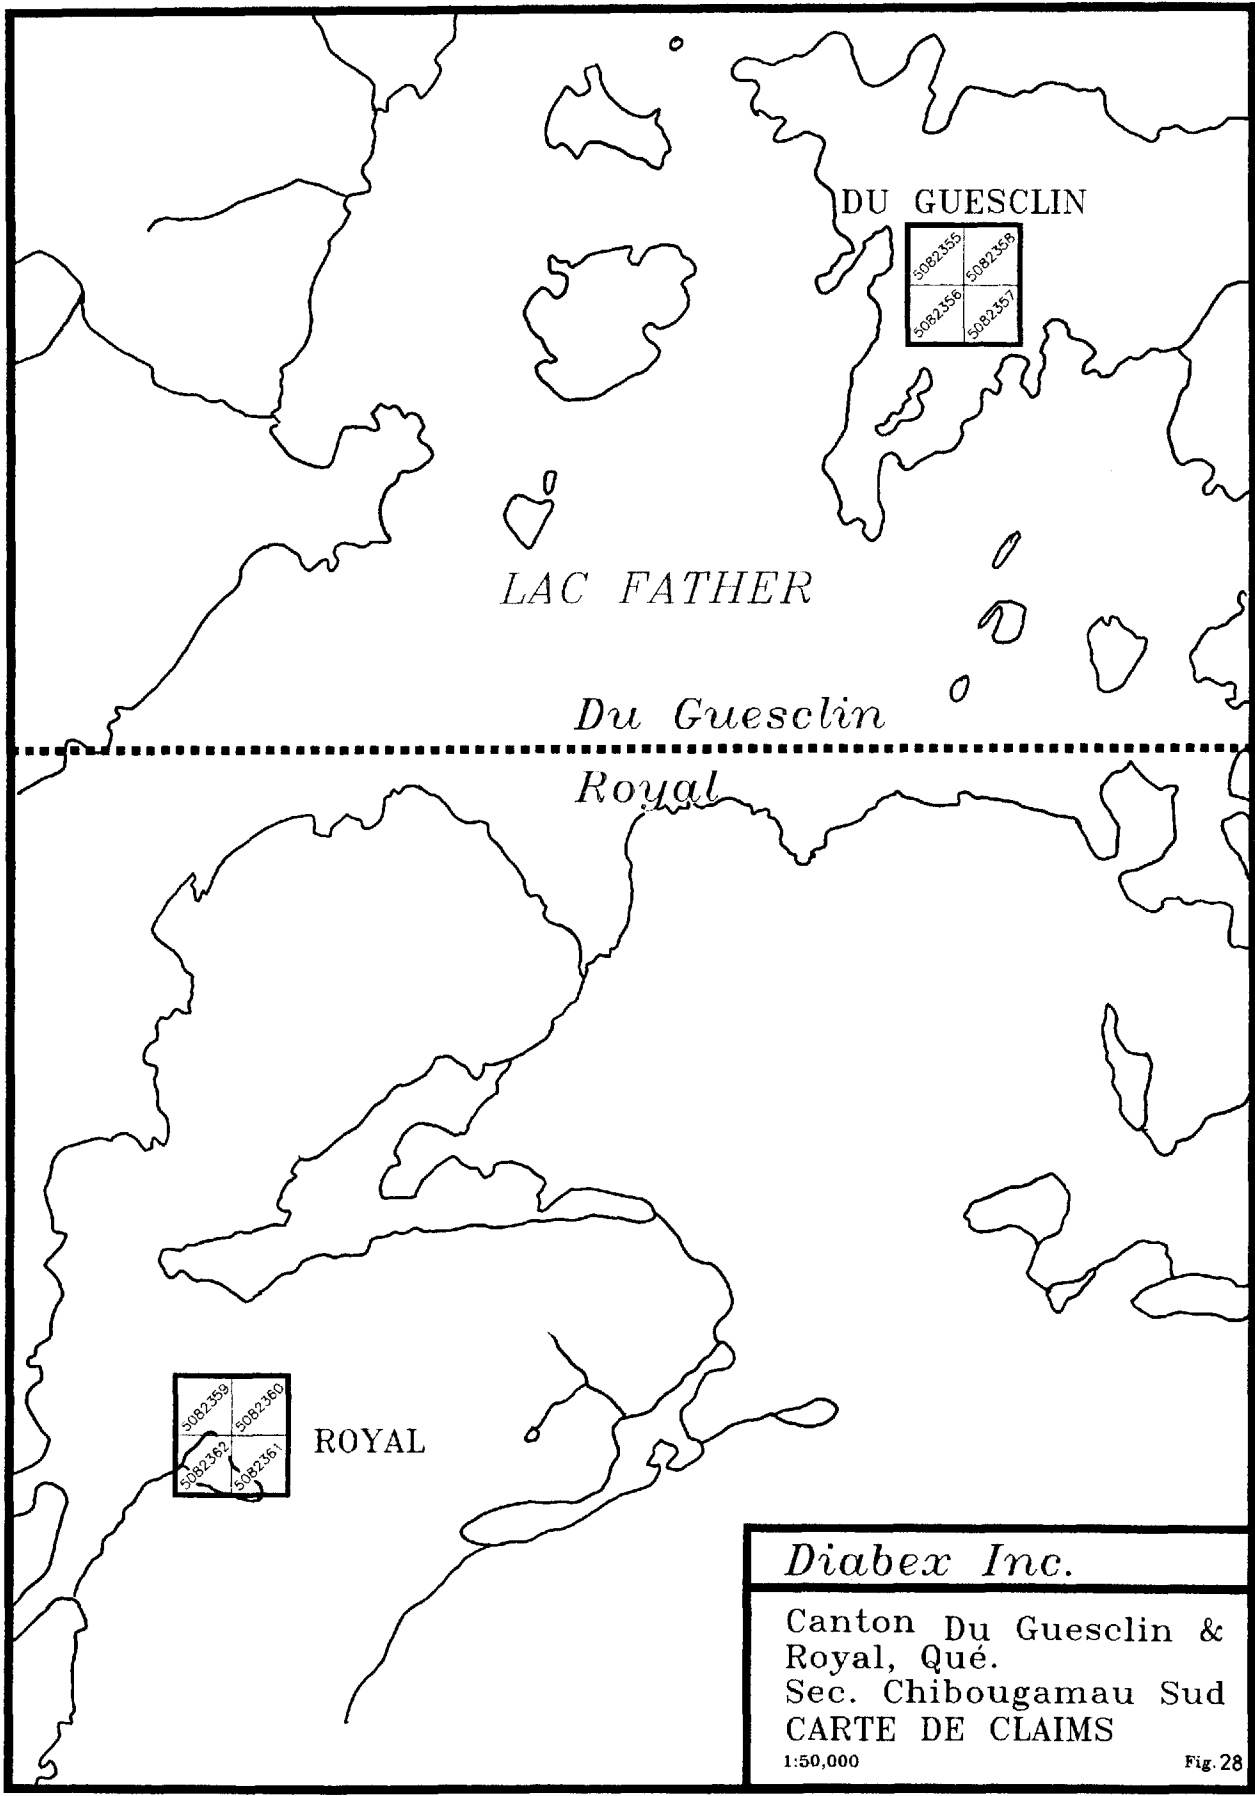 DU GUESCLIN
5082355
5082358
5082356
5082357
LAC FATHER
Du Guesclin
Royal
5082359
5082360
5082362
5082361
ROYAL
Diabex Inc.
Canton Du Guesclin &
Royal, Qué.
Sec. Chibougamau Sud
CARTE DE CLAIMS
1:50,000
Fig. 28